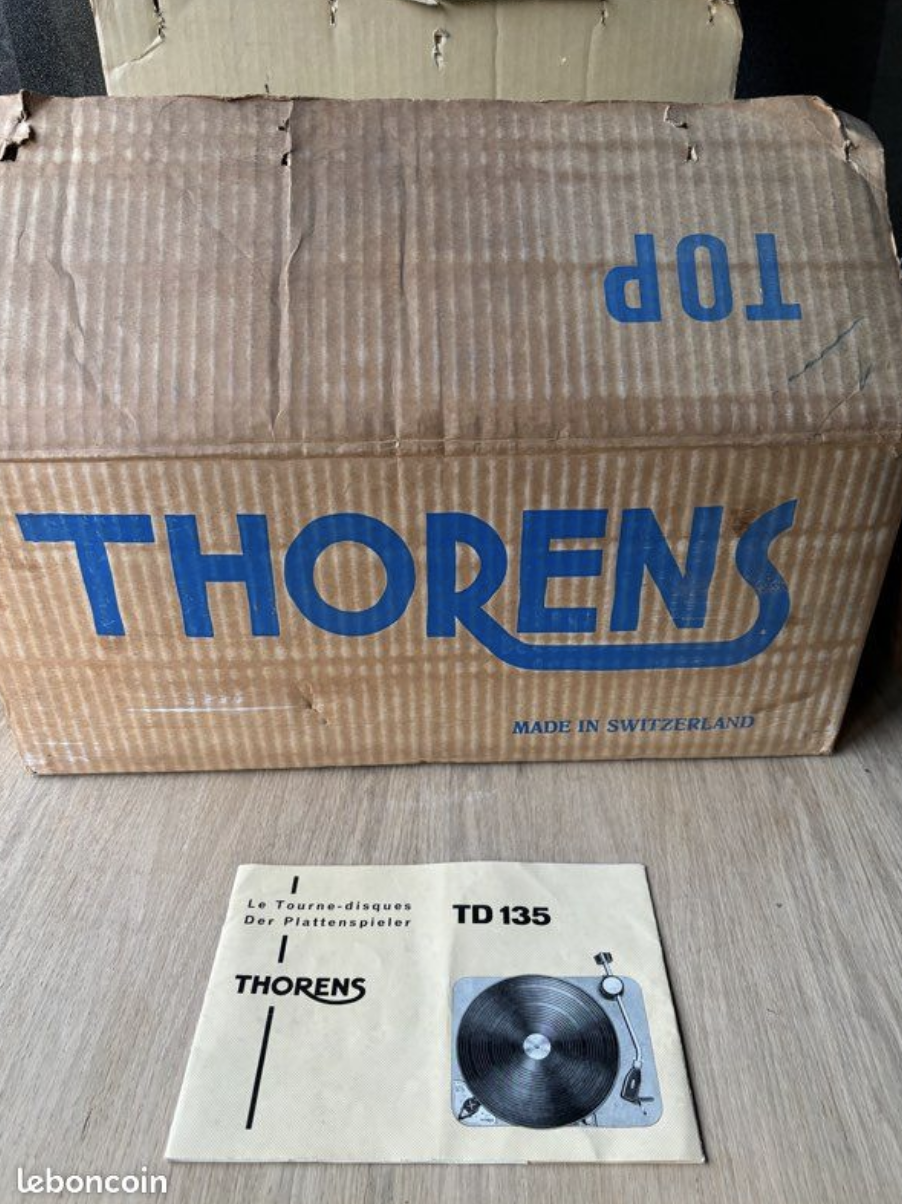 TOP
THORENS
MADE IN SWITZERLAND
Le Tourne-disques
Der Plattenspieler
THORENS
TD 135
leboncoin